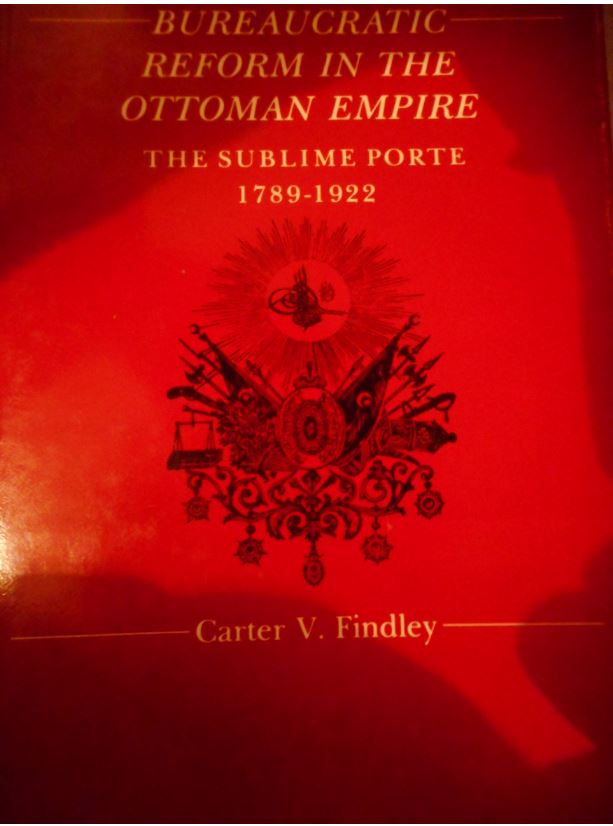 BUREAUCRATIC
REFORM IN THE
OTTOMAN EMPIRE
THE SUBLIME PORTE
1789-1922
Carter V. Findley